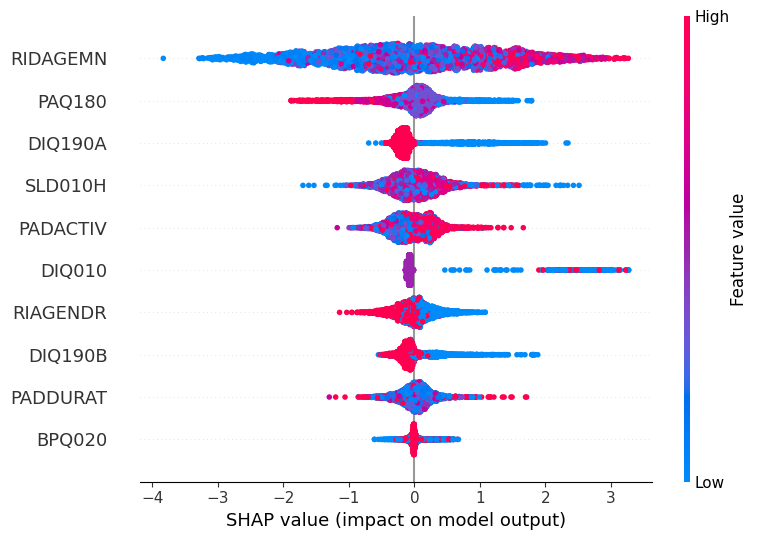 High
RIDAGEMN
PAQ180
DIQ190A
SLD010H
PADACTIV
DIQ010
RIAGENDR
DIQ190B
PADDURAT
BPQ020
Feature value
Low
−4 −3 −2 −1 0 1 2 3
SHAP value (impact on model output)